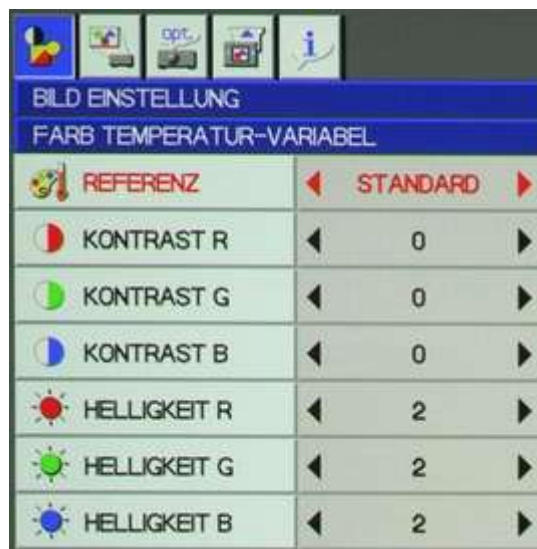 opt.
i
BILD EINSTELLUNG
FARB TEMPERATUR-VARIABEL
REFERENZ STANDARD
KONTRAST R 0
KONTRAST G 0
KONTRAST B 0
HELLIGKEIT R 2
HELLIGKEIT G 2
HELLIGKEIT B 2